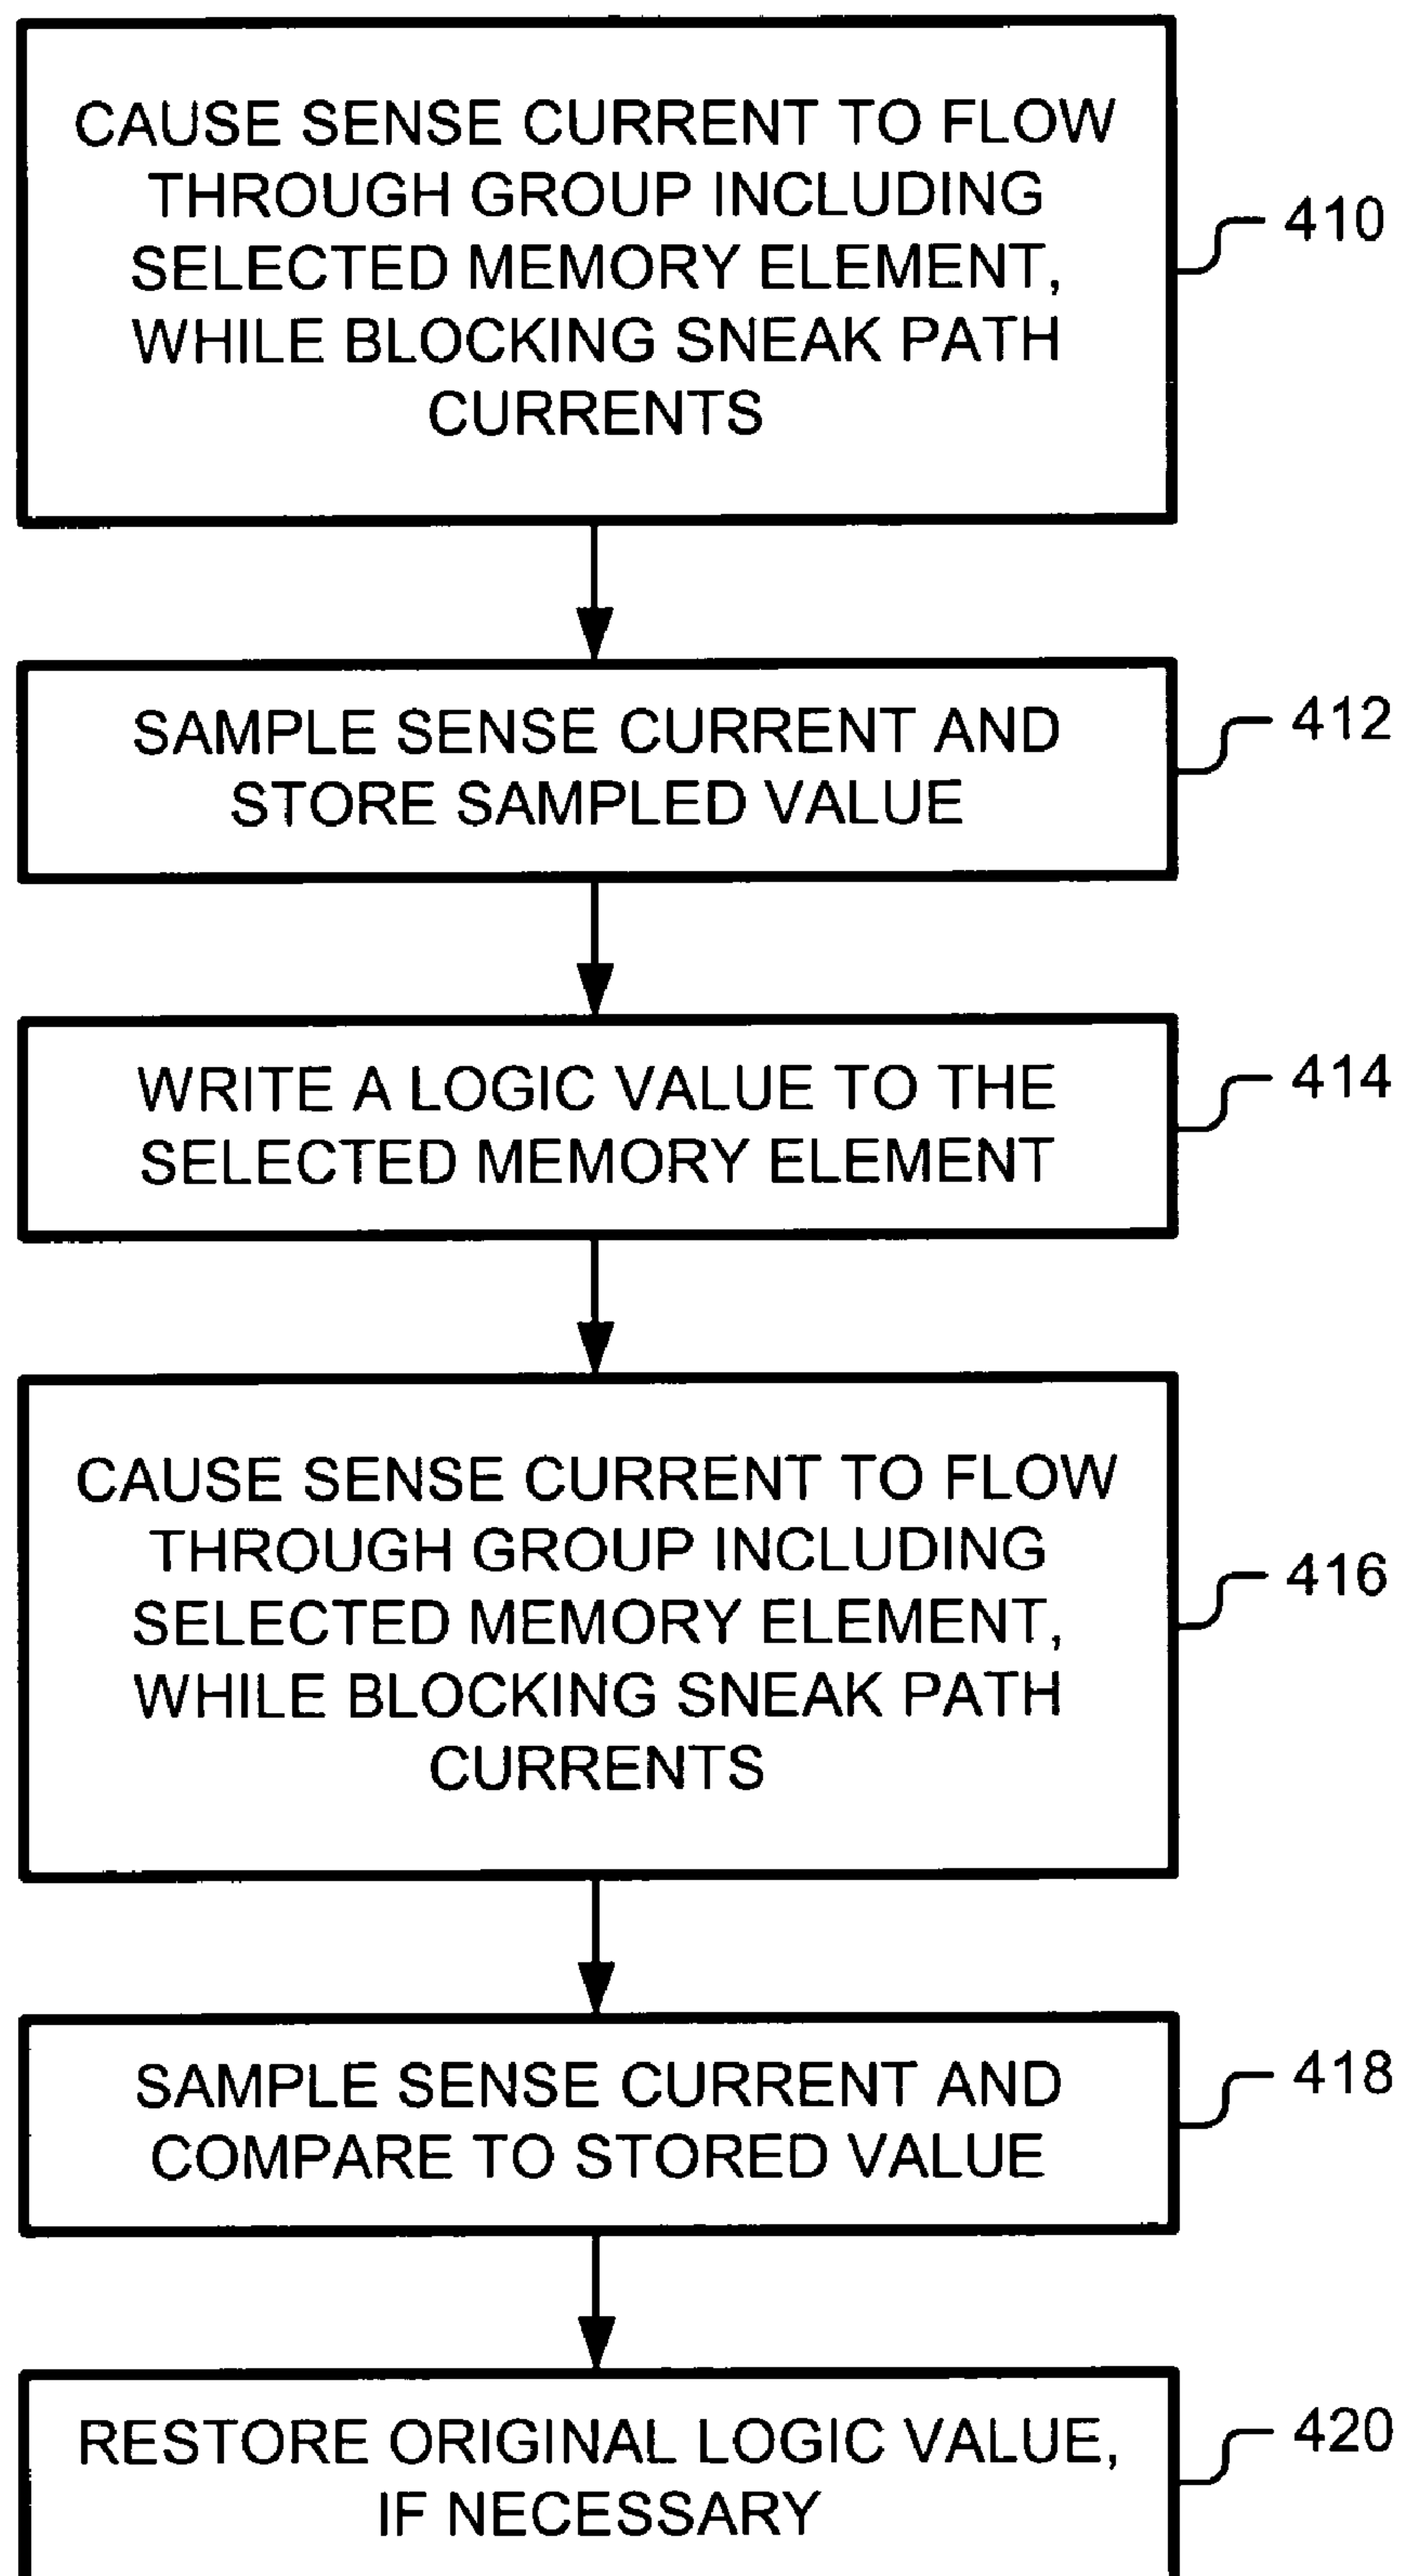 CAUSE SENSE CURRENT TO FLOW
THROUGH GROUP INCLUDING
SELECTED MEMORY ELEMENT,
WHILE BLOCKING SNEAK PATH
CURRENTS
410
SAMPLE SENSE CURRENT AND
STORE SAMPLED VALUE
412
WRITE A LOGIC VALUE TO THE
SELECTED MEMORY ELEMENT
414
CAUSE SENSE CURRENT TO FLOW
THROUGH GROUP INCLUDING
SELECTED MEMORY ELEMENT,
WHILE BLOCKING SNEAK PATH
CURRENTS
416
SAMPLE SENSE CURRENT AND
COMPARE TO STORED VALUE
418
RESTORE ORIGINAL LOGIC VALUE,
IF NECESSARY
420